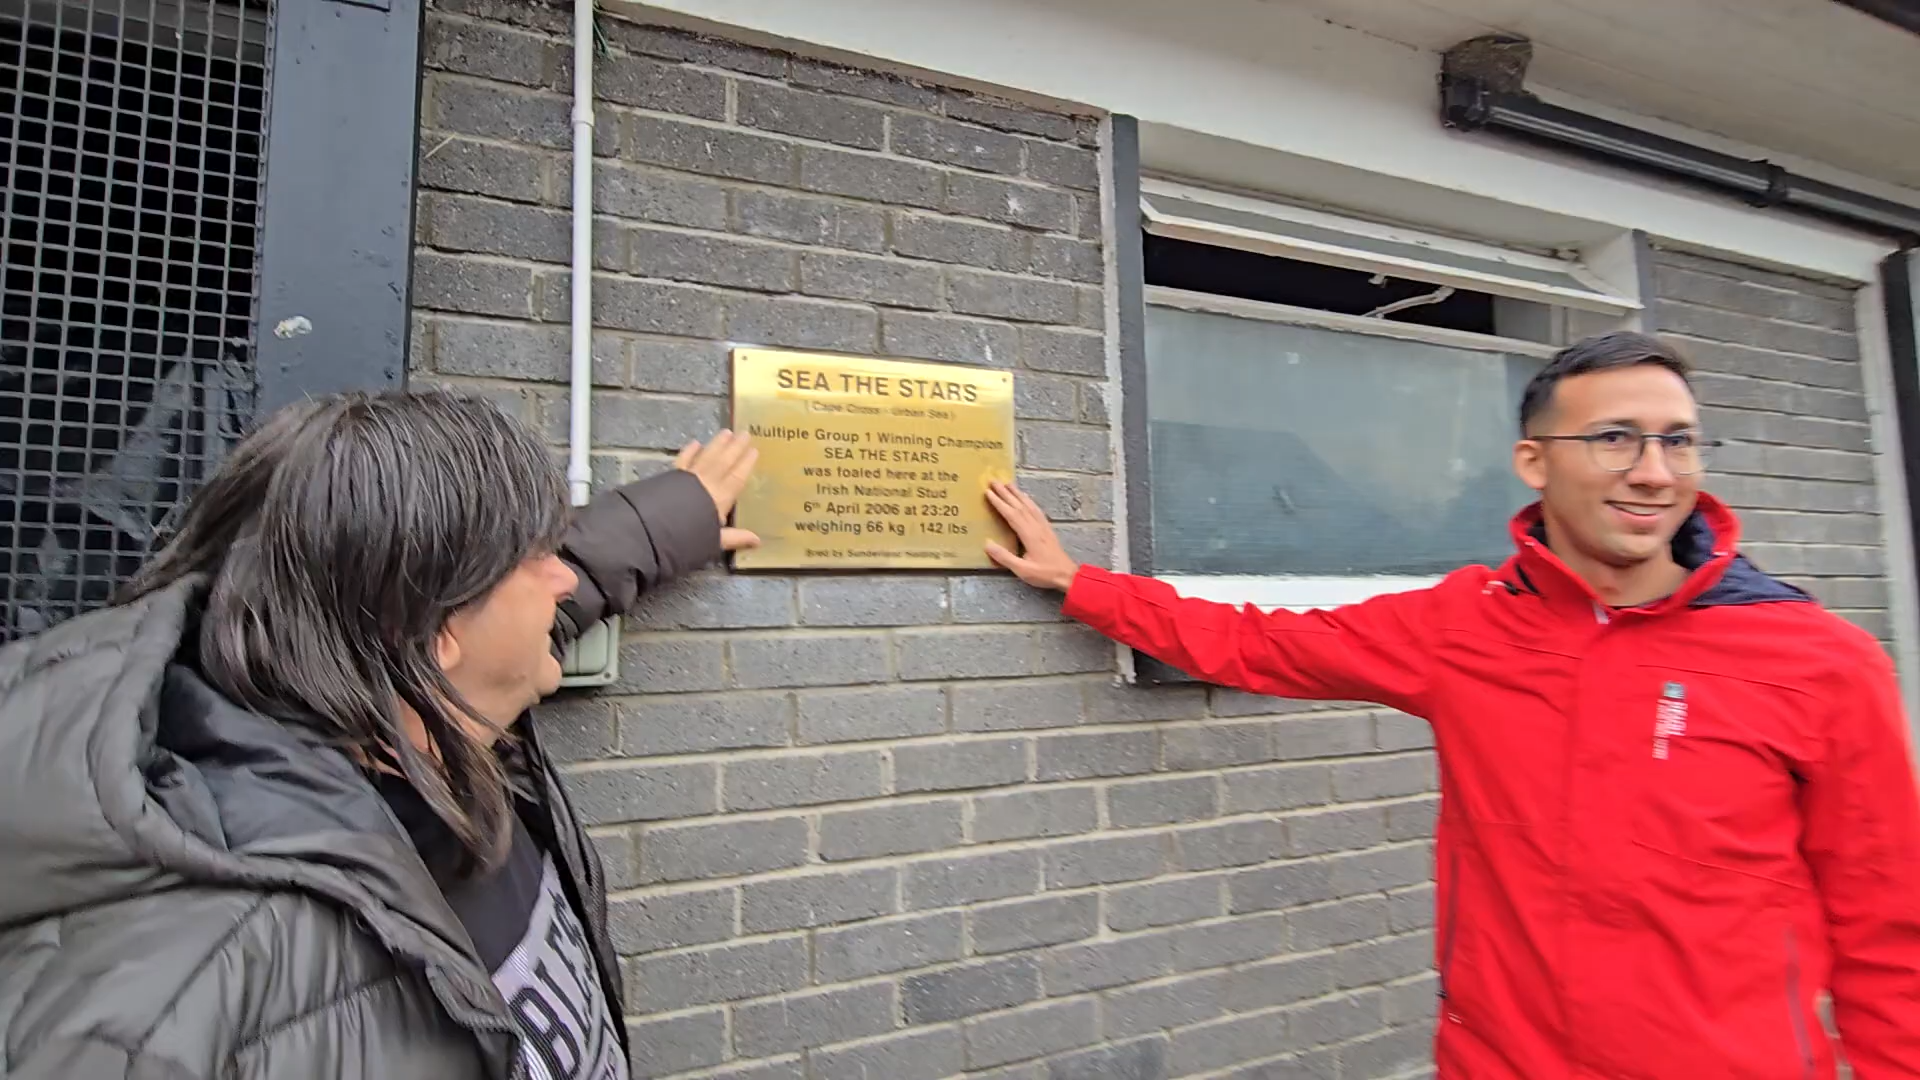 SEA THE STARS
( Cape Cross - Urban Sea )
Multiple Group 1 Winning Champion
SEA THE STARS
was foaled here at the
Irish National Stud
6th April 2006 at 23:20
weighing 66 kg / 142 lbs
Bred by Sunderland Holding Inc.